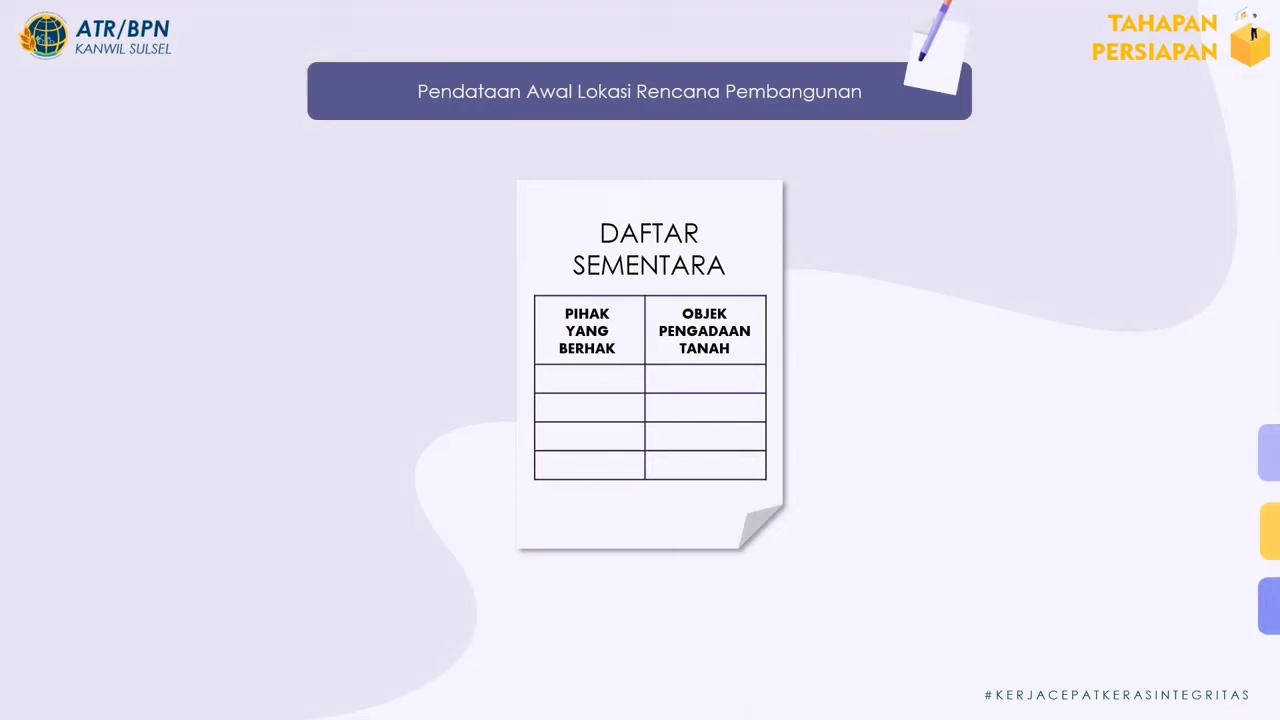 ATR/BPN
KANWIL SULSEL
TAHAPAN
PERSIAPAN
Pendataan Awal Lokasi Rencana Pembangunan
DAFTAR
SEMENTARA
PIHAK
YANG
BERHAK
OBJEK
PENGADAAN
TANAH
#KERJACEPATKERASINTEGRITAS